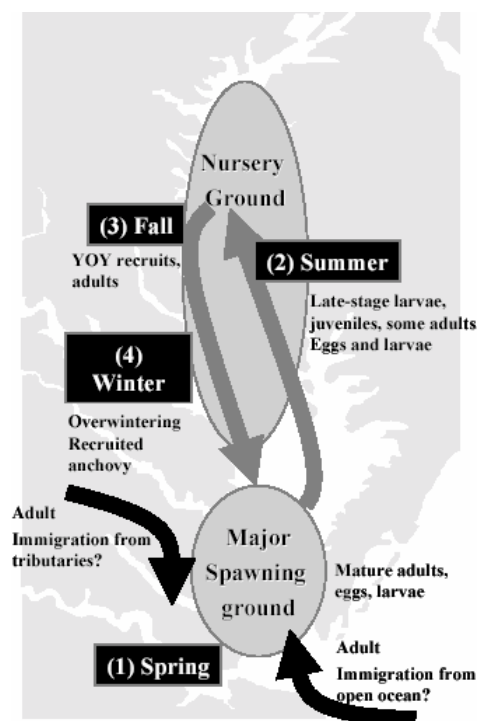 Nursery
Ground
(3) Fall
YOY recruits,
adults
(2) Summer
Late-stage larvae,
juveniles, some adults
Eggs and larvae
(4)
Winter
Overwintering
Recruited
anchovy
Adult
Immigration from
tributaries?
Major
Spawning
ground
Mature adults,
eggs, larvae
(1) Spring
Adult
Immigration from
open ocean?